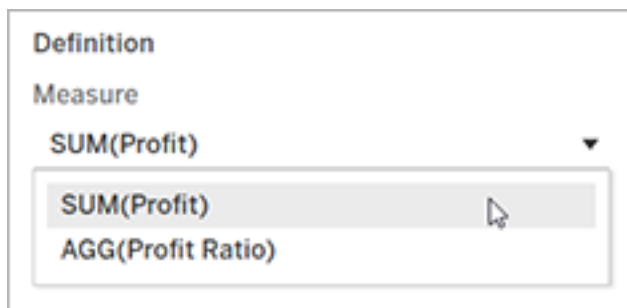 Definition
Measure
SUM(Profit)
SUM(Profit)
AGG(Profit Ratio)